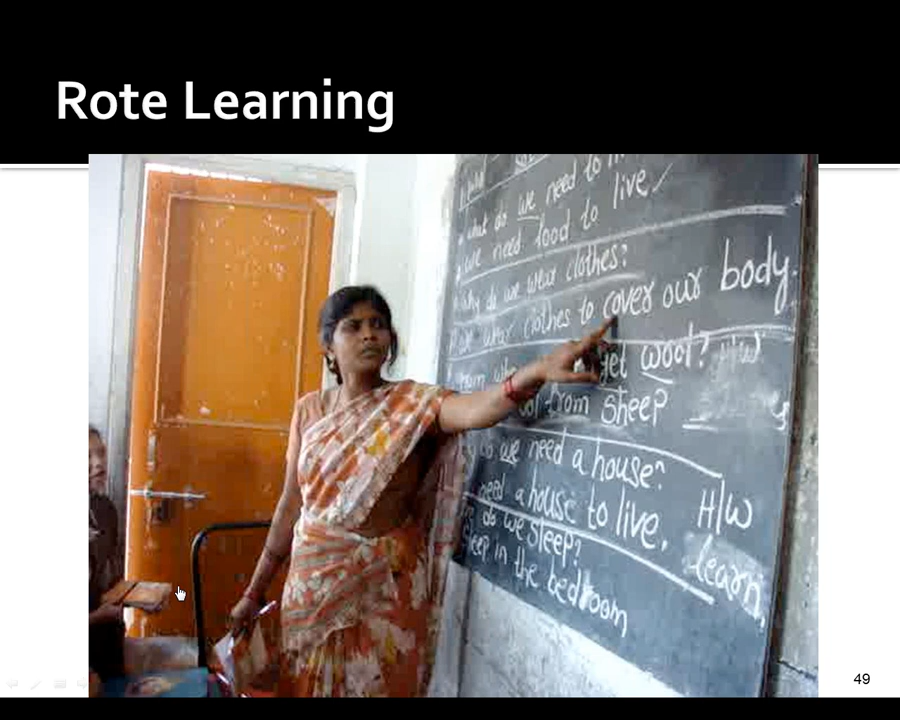 Rote Learning
what do we need to
we need food to live
why do we wear clothes?
wear clothes to cover our body.
get wool? H/W
from sheep
do we need a house?
need a house to live. H/W
do we sleep? learn
sleep in the bedroom
49